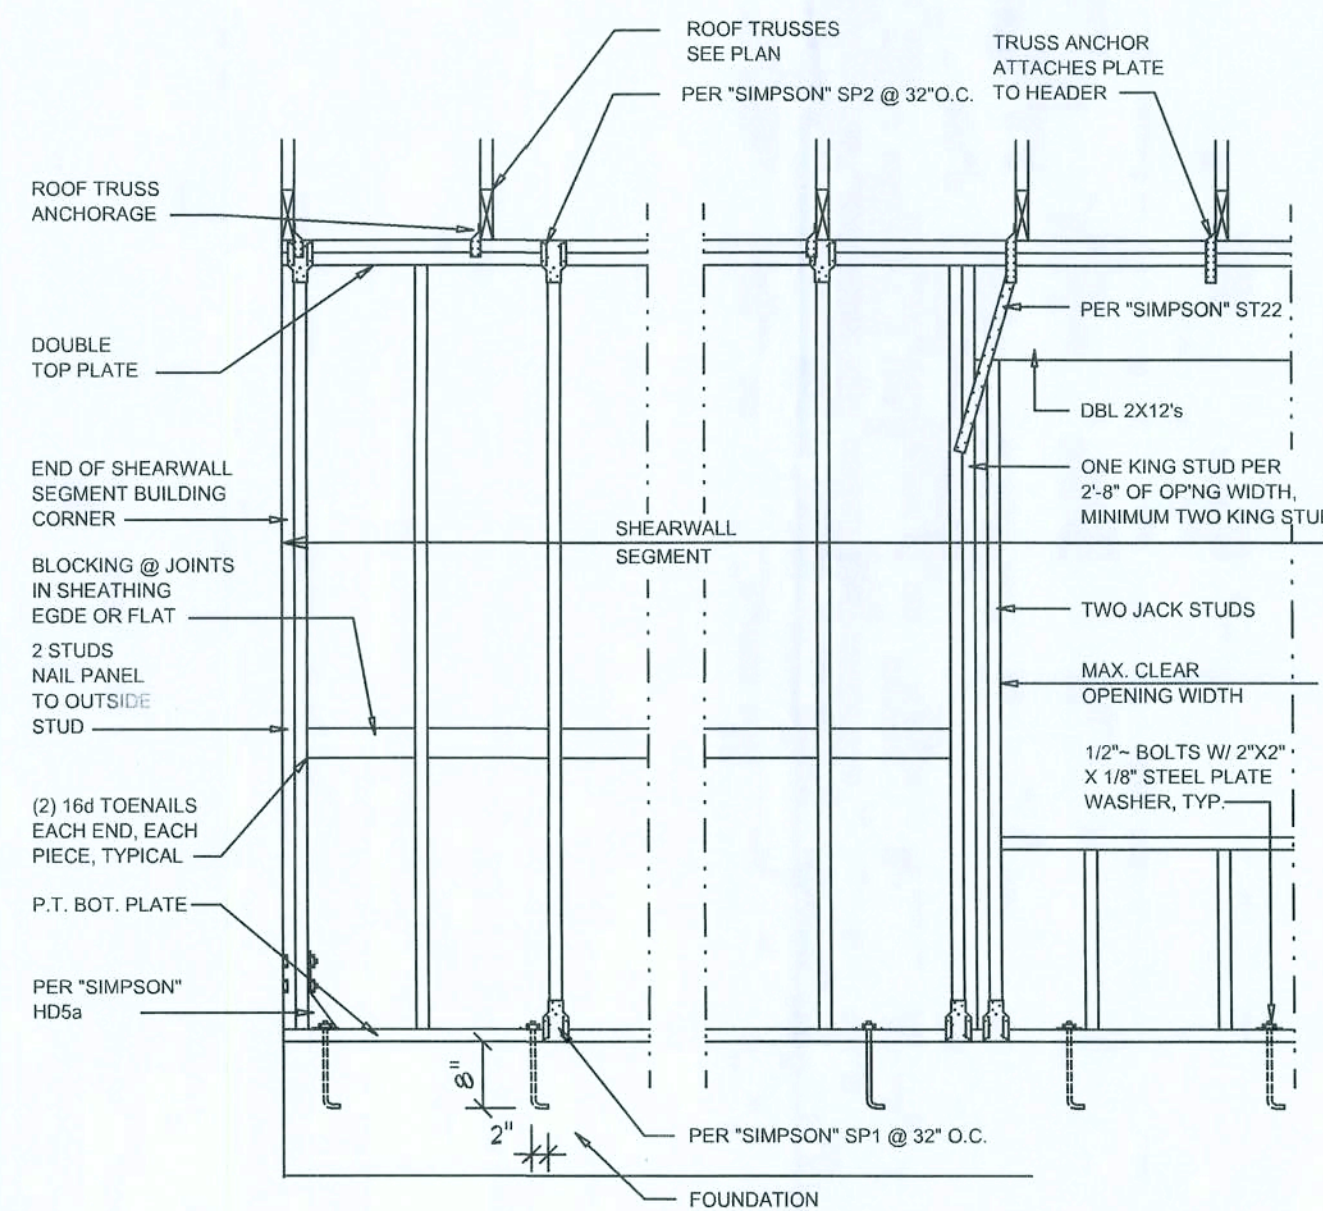 ROOF TRUSSES
SEE PLAN
TRUSS ANCHOR
ATTACHES PLATE
TO HEADER
PER "SIMPSON" SP2 @ 32"O.C.
ROOF TRUSS
ANCHORAGE
PER "SIMPSON" ST22
DOUBLE
TOP PLATE
DBL 2X12's
END OF SHEARWALL
SEGMENT BUILDING
CORNER
ONE KING STUD PER
2'-8" OF OP'NG WIDTH,
MINIMUM TWO KING STUD
SHEARWALL
SEGMENT
BLOCKING @ JOINTS
IN SHEATHING
EGDE OR FLAT
TWO JACK STUDS
2 STUDS
NAIL PANEL
TO OUTSIDE
STUD
MAX. CLEAR
OPENING WIDTH
1/2"~ BOLTS W/ 2"X2"
X 1/8" STEEL PLATE
WASHER, TYP.
(2) 16d TOENAILS
EACH END, EACH
PIECE, TYPICAL
P.T. BOT. PLATE
PER "SIMPSON"
HD5a
8"
2"
PER "SIMPSON" SP1 @ 32" O.C.
FOUNDATION